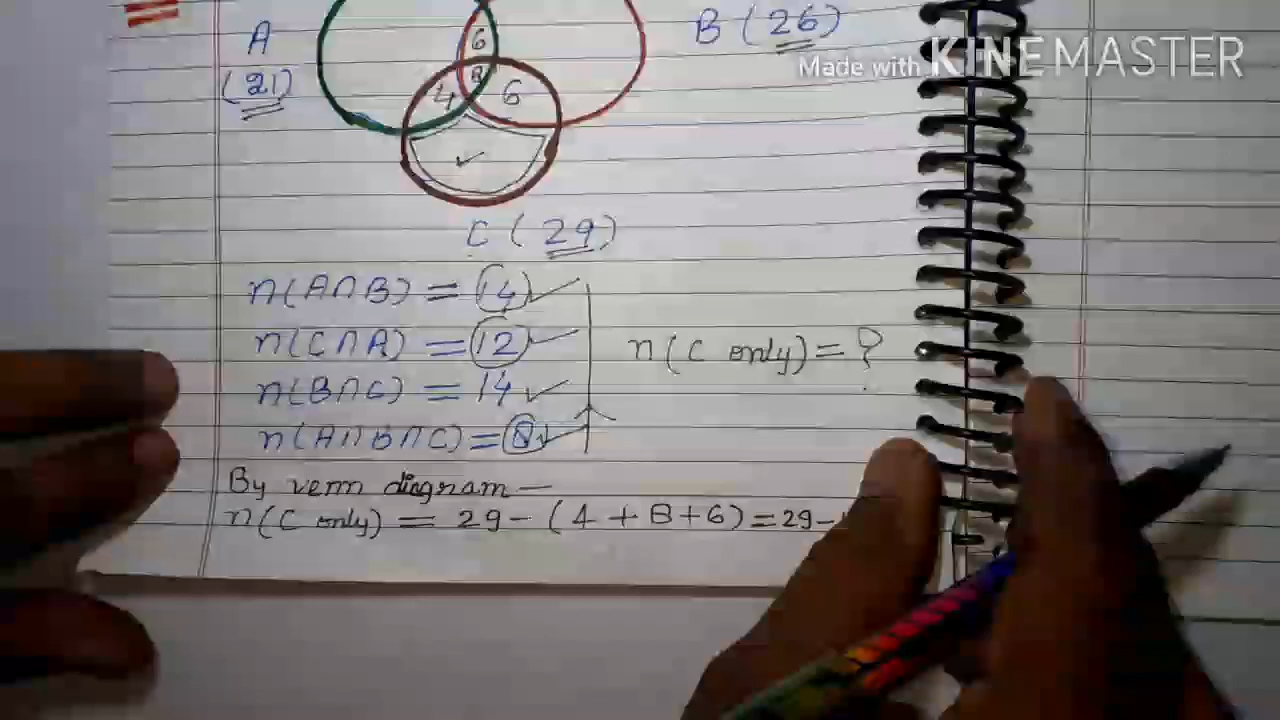 6
A
B (26)
Made with KINEMASTER
(21)
8
4
6
C (29)
n(A∩B) = 14
n(C∩A) = 12
n(C only) = ?
n(B∩C) = 14
n(A∩B∩C) = 8
By venn diagram —
n(C only) = 29 - (4 + 8 + 6) = 29 -